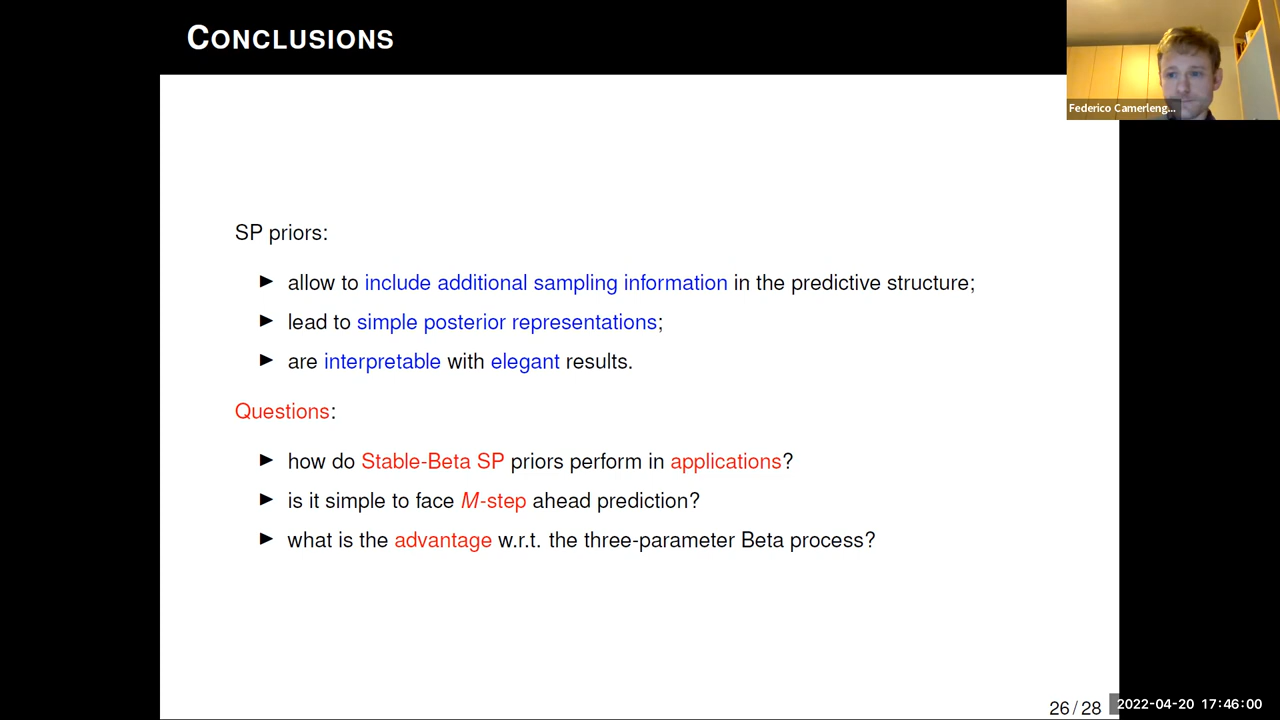 CONCLUSIONS
Federico Camerleng...
SP priors:
► allow to include additional sampling information in the predictive structure;
► lead to simple posterior representations;
► are interpretable with elegant results.
Questions:
► how do Stable-Beta SP priors perform in applications?
► is it simple to face M-step ahead prediction?
► what is the advantage w.r.t. the three-parameter Beta process?
26 / 28
2022-04-20 17:46:00